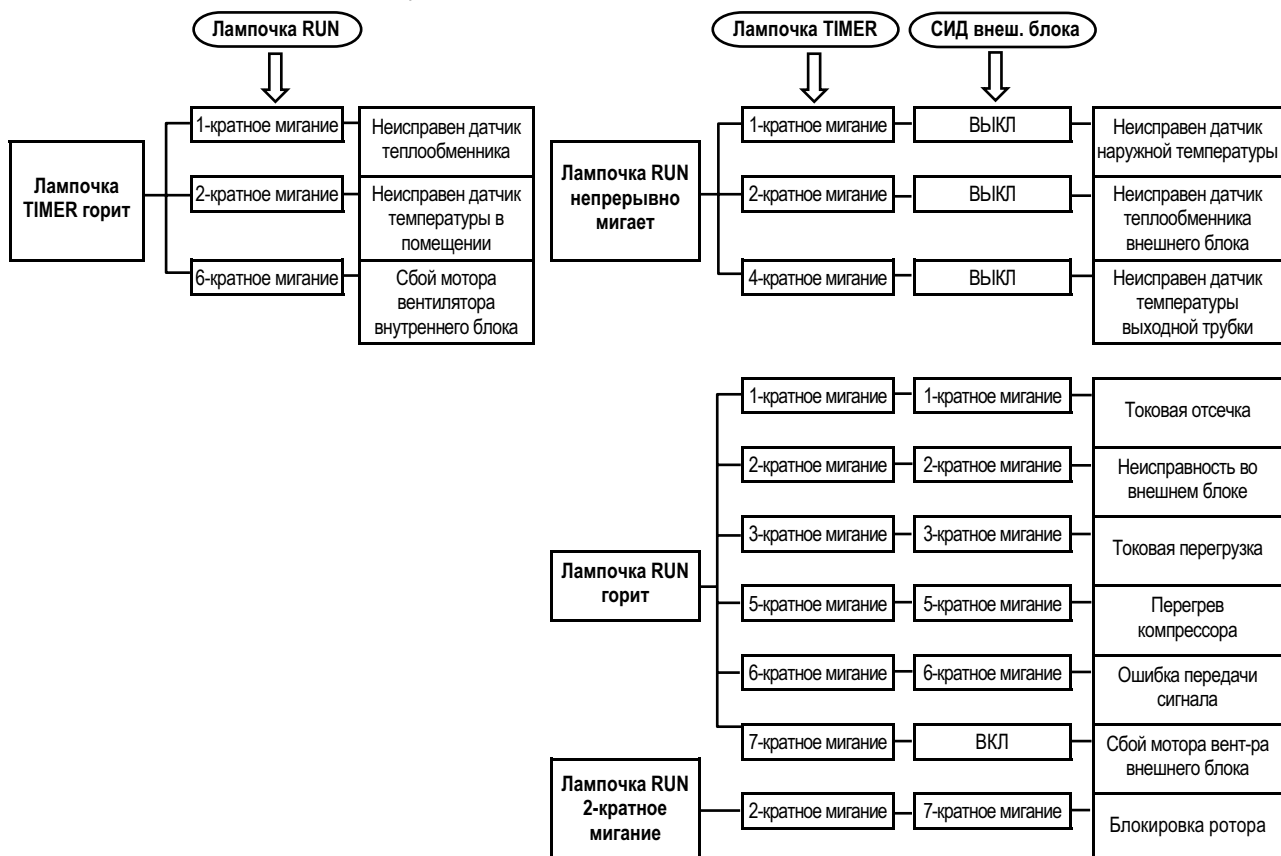 Лампочка RUN
1-кратное мигание
Неисправен датчик
теплообменника
Лампочка
TIMER горит
2-кратное мигание
Неисправен датчик
температуры в
помещении
6-кратное мигание
Сбой мотора
вентилятора
внутреннего блока
Лампочка TIMER
СИД внеш. блока
Лампочка RUN
непрерывно
мигает
1-кратное мигание
ВЫКЛ
Неисправен датчик
наружной температуры
2-кратное мигание
ВЫКЛ
Неисправен датчик
теплообменника
внешнего блока
4-кратное мигание
ВЫКЛ
Неисправен датчик
температуры
выходной трубки
Лампочка RUN
горит
1-кратное мигание
1-кратное мигание
Токовая отсечка
2-кратное мигание
2-кратное мигание
Неисправность во
внешнем блоке
3-кратное мигание
3-кратное мигание
Токовая перегрузка
5-кратное мигание
5-кратное мигание
Перегрев
компрессора
6-кратное мигание
6-кратное мигание
Ошибка передачи
сигнала
7-кратное мигание
ВКЛ
Сбой мотора вент-ра
внешнего блока
Лампочка RUN
2-кратное
мигание
2-кратное мигание
7-кратное мигание
Блокировка ротора